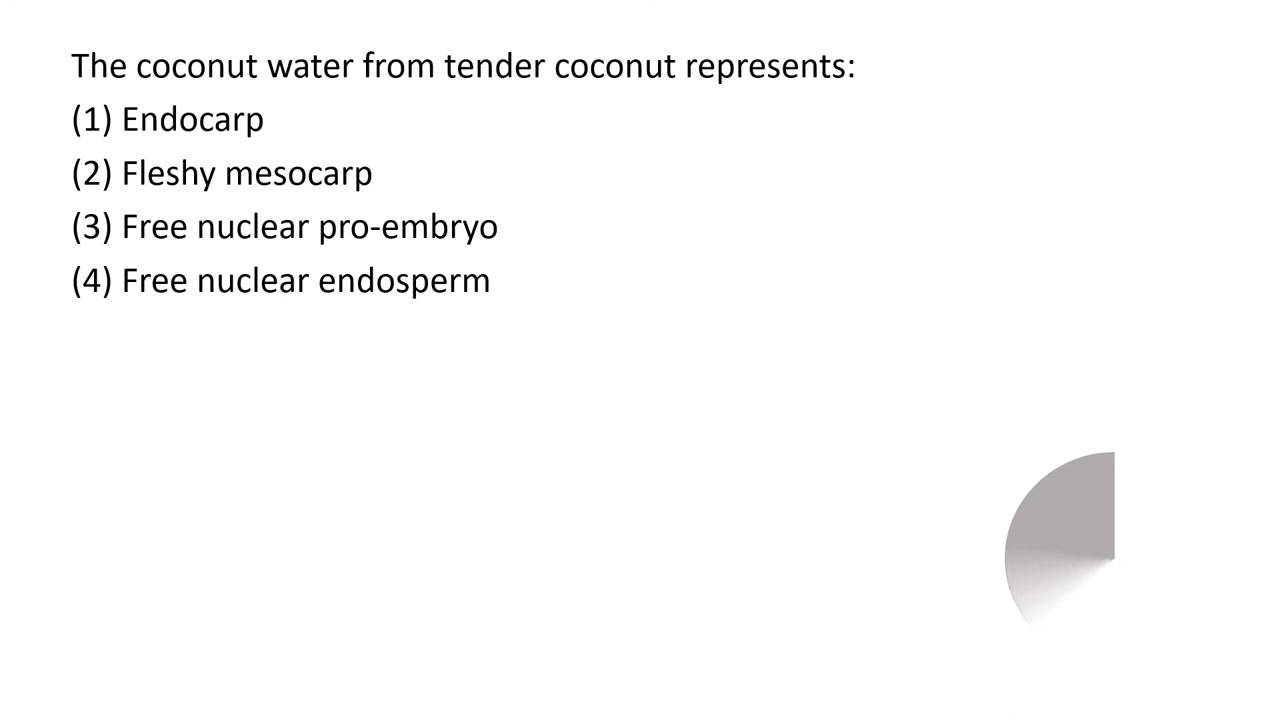 The coconut water from tender coconut represents:
(1) Endocarp
(2) Fleshy mesocarp
(3) Free nuclear pro-embryo
(4) Free nuclear endosperm